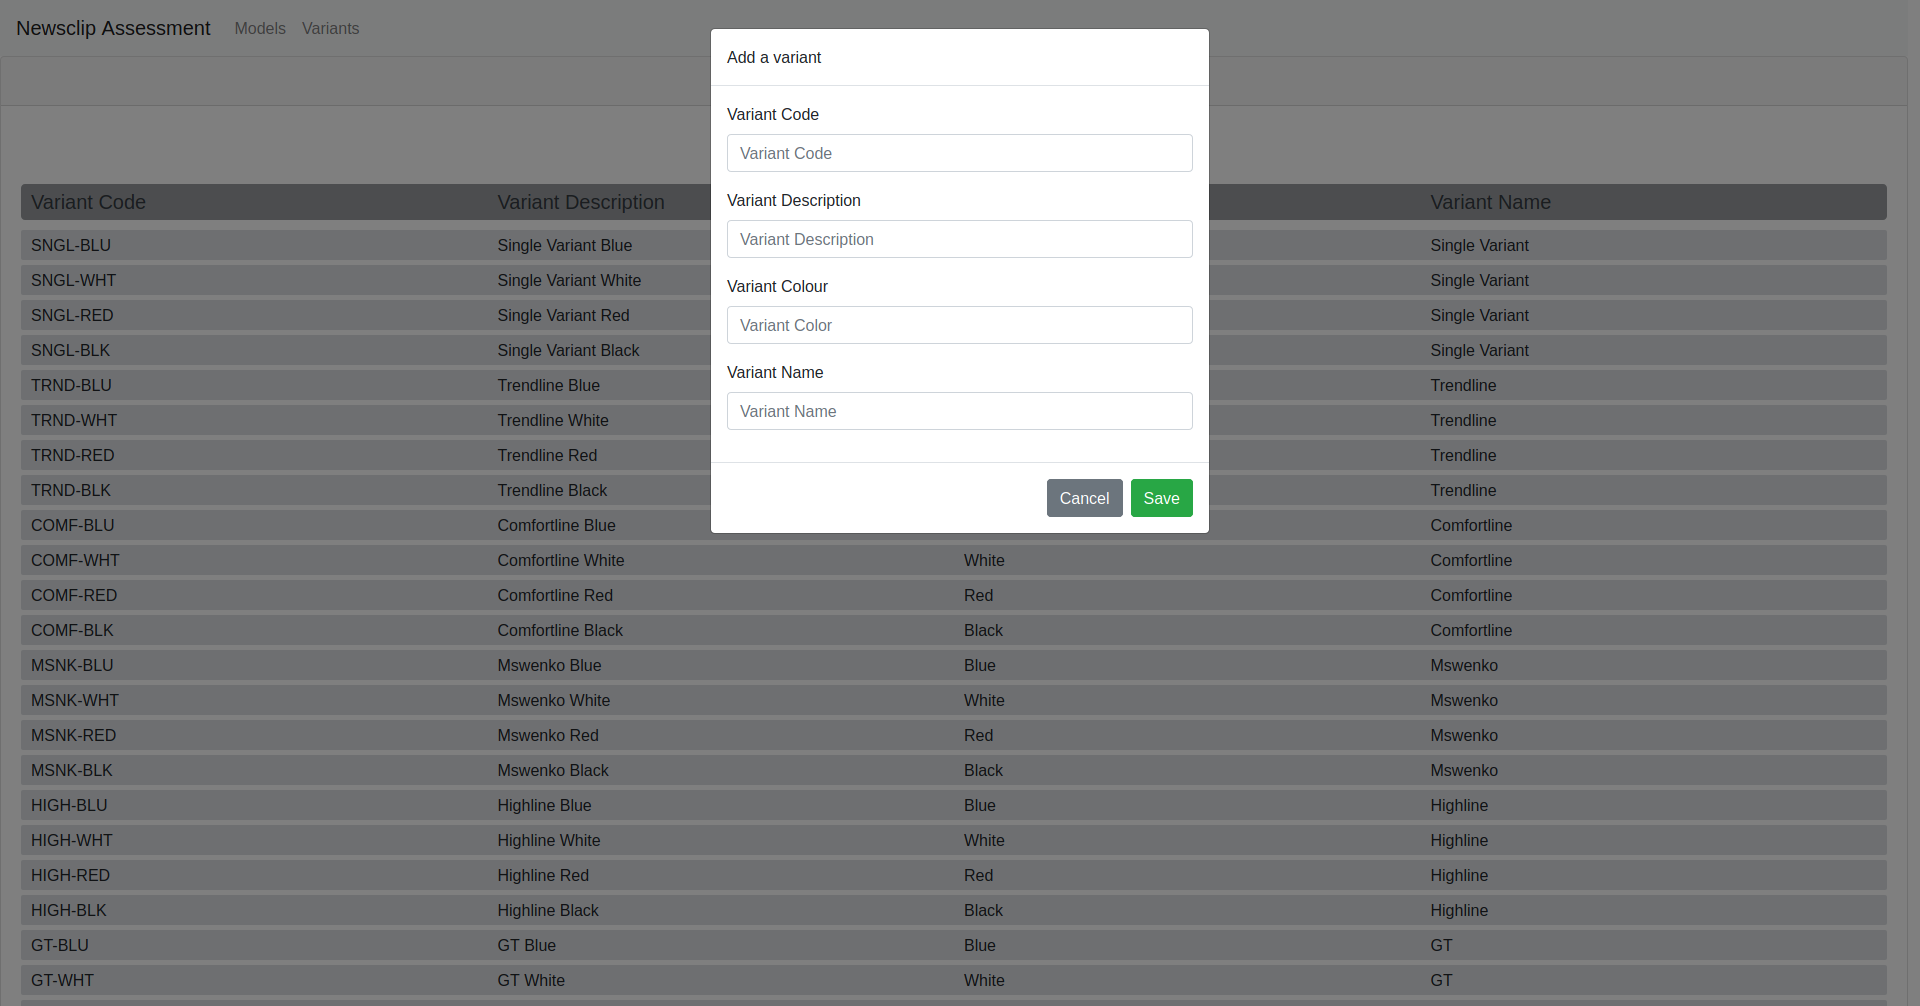 Newsclip Assessment Models Variants
Add a variant
Variant Code
Variant Code
Variant Description
Variant Description
Variant Colour
Variant Color
Variant Name
Variant Name
Cancel Save
Variant Code Variant Description Variant Name
SNGL-BLU Single Variant Blue Single Variant
SNGL-WHT Single Variant White Single Variant
SNGL-RED Single Variant Red Single Variant
SNGL-BLK Single Variant Black Single Variant
TRND-BLU Trendline Blue Trendline
TRND-WHT Trendline White Trendline
TRND-RED Trendline Red Trendline
TRND-BLK Trendline Black Trendline
COMF-BLU Comfortline Blue Comfortline
COMF-WHT Comfortline White White Comfortline
COMF-RED Comfortline Red Red Comfortline
COMF-BLK Comfortline Black Black Comfortline
MSNK-BLU Mswenko Blue Blue Mswenko
MSNK-WHT Mswenko White White Mswenko
MSNK-RED Mswenko Red Red Mswenko
MSNK-BLK Mswenko Black Black Mswenko
HIGH-BLU Highline Blue Blue Highline
HIGH-WHT Highline White White Highline
HIGH-RED Highline Red Red Highline
HIGH-BLK Highline Black Black Highline
GT-BLU GT Blue Blue GT
GT-WHT GT White White GT